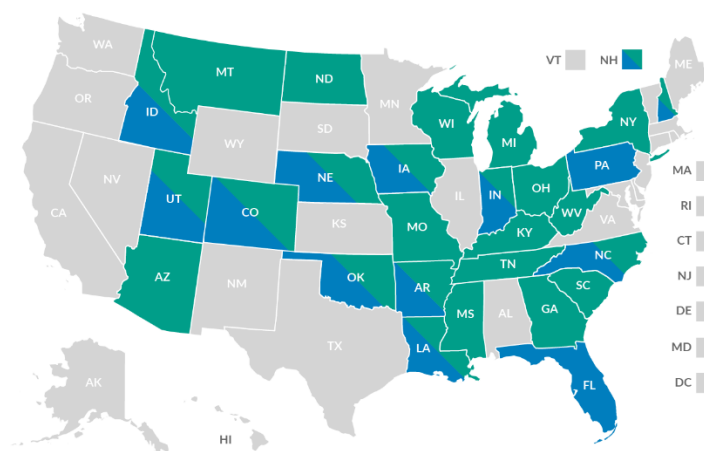 WA
MT
ND
MN
VT
NH
ME
OR
ID
WI
NY
SD
MI
WY
PA
NE
IA
MA
NV
IL
IN
OH
UT
CO
WV
RI
CA
KS
MO
KY
VA
CT
NC
TN
AZ
OK
AR
NJ
NM
SC
MS
AL
GA
DE
TX
LA
MD
AK
FL
DC
HI